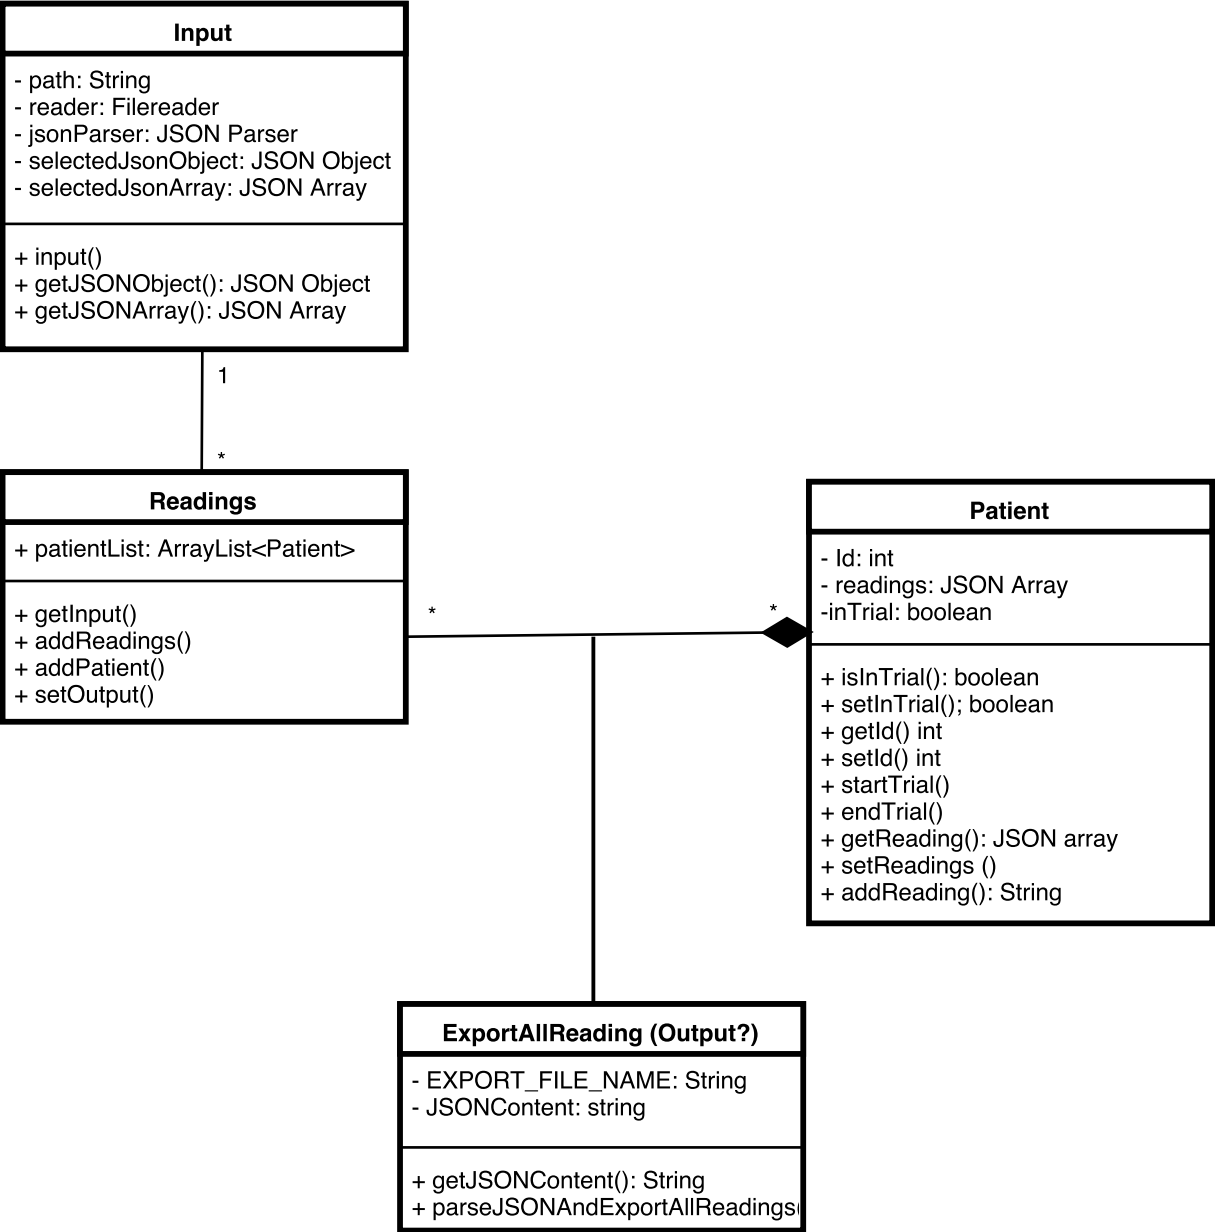 Input
- path: String
- reader: Filereader
- jsonParser: JSON Parser
- selectedJsonObject: JSON Object
- selectedJsonArray: JSON Array
+ input()
+ getJSONObject(): JSON Object
+ getJSONArray(): JSON Array
1
*
Readings
+ patientList: ArrayList<Patient>
+ getInput()
+ addReadings()
+ addPatient()
+ setOutput()
*
*
Patient
- Id: int
- readings: JSON Array
-inTrial: boolean
+ isInTrial(): boolean
+ setInTrial(); boolean
+ getId() int
+ setId() int
+ startTrial()
+ endTrial()
+ getReading(): JSON array
+ setReadings ()
+ addReading(): String
ExportAllReading (Output?)
- EXPORT_FILE_NAME: String
- JSONContent: string
+ getJSONContent(): String
+ parseJSONAndExportAllReadings(